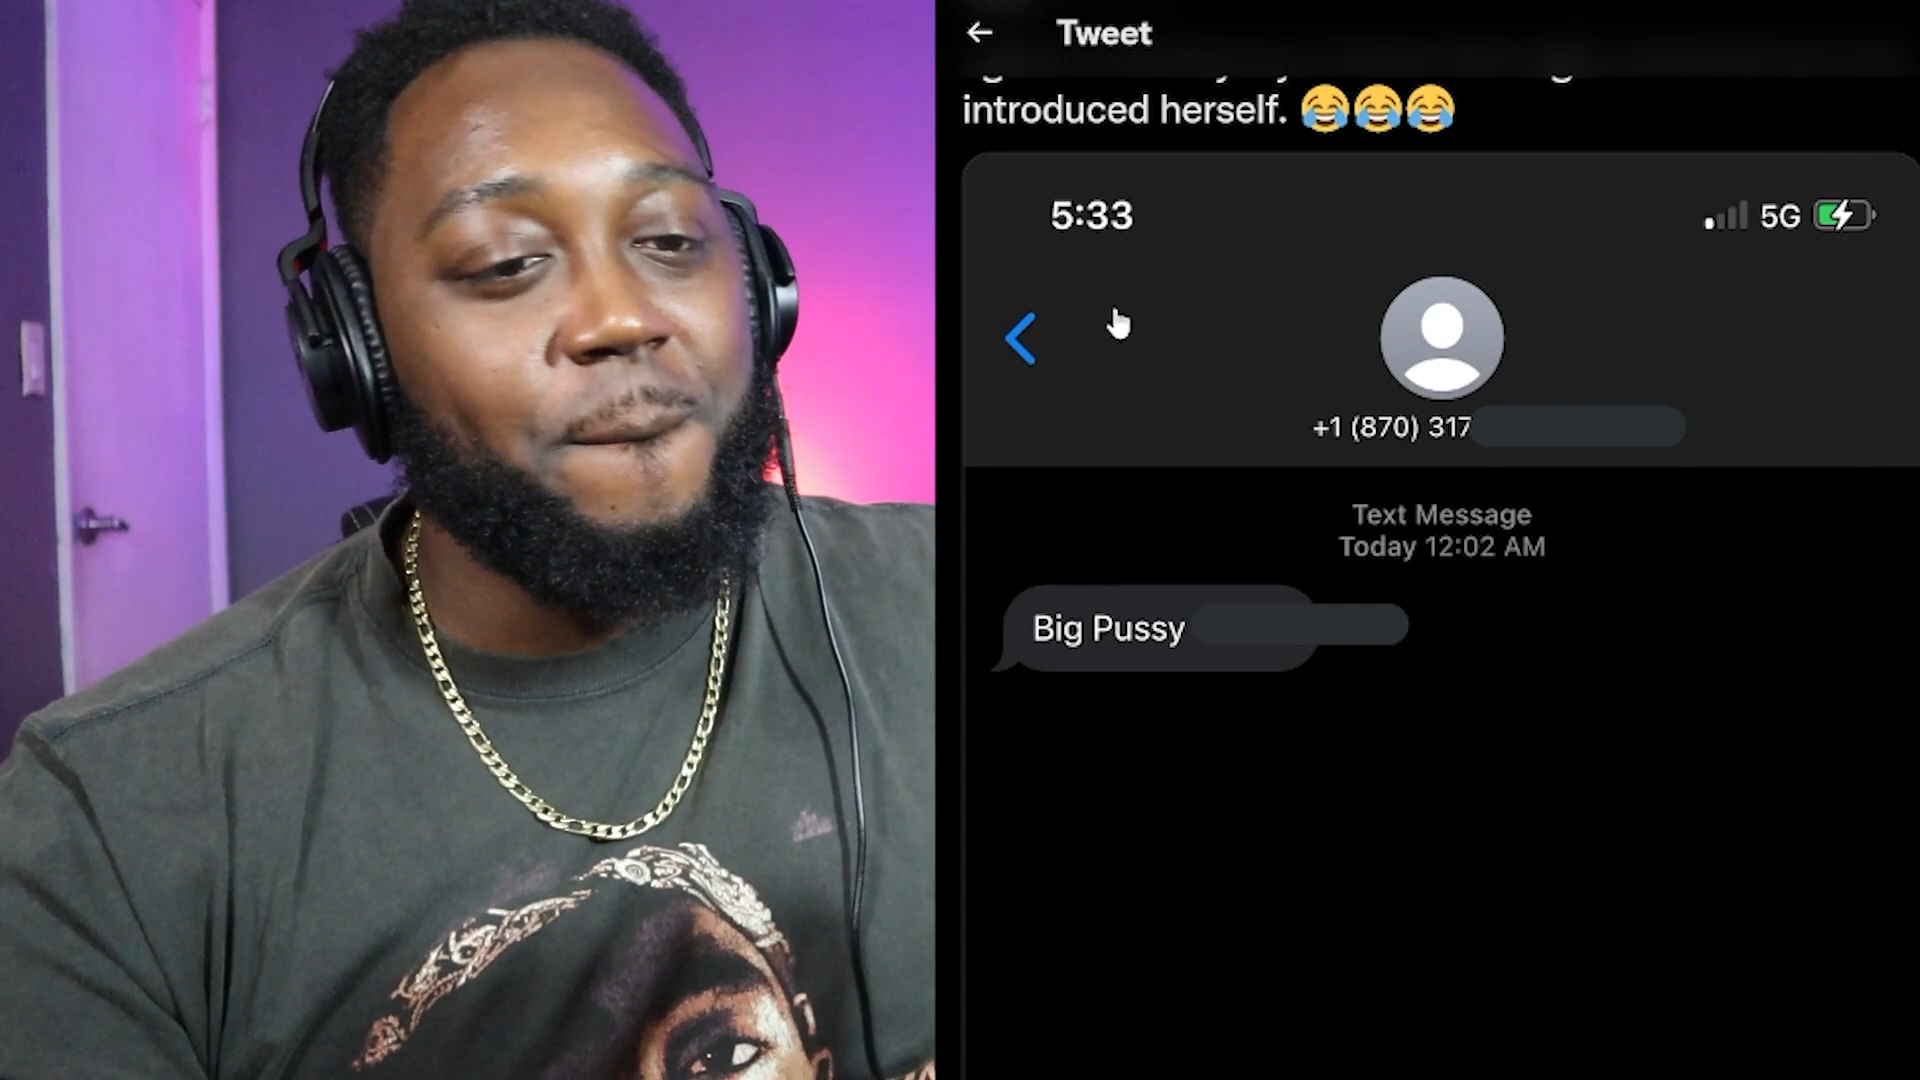 Tweet
introduced herself. 😂😂😂
5:33
5G
+1 (870) 317
Text Message
Today 12:02 AM
Big Pussy